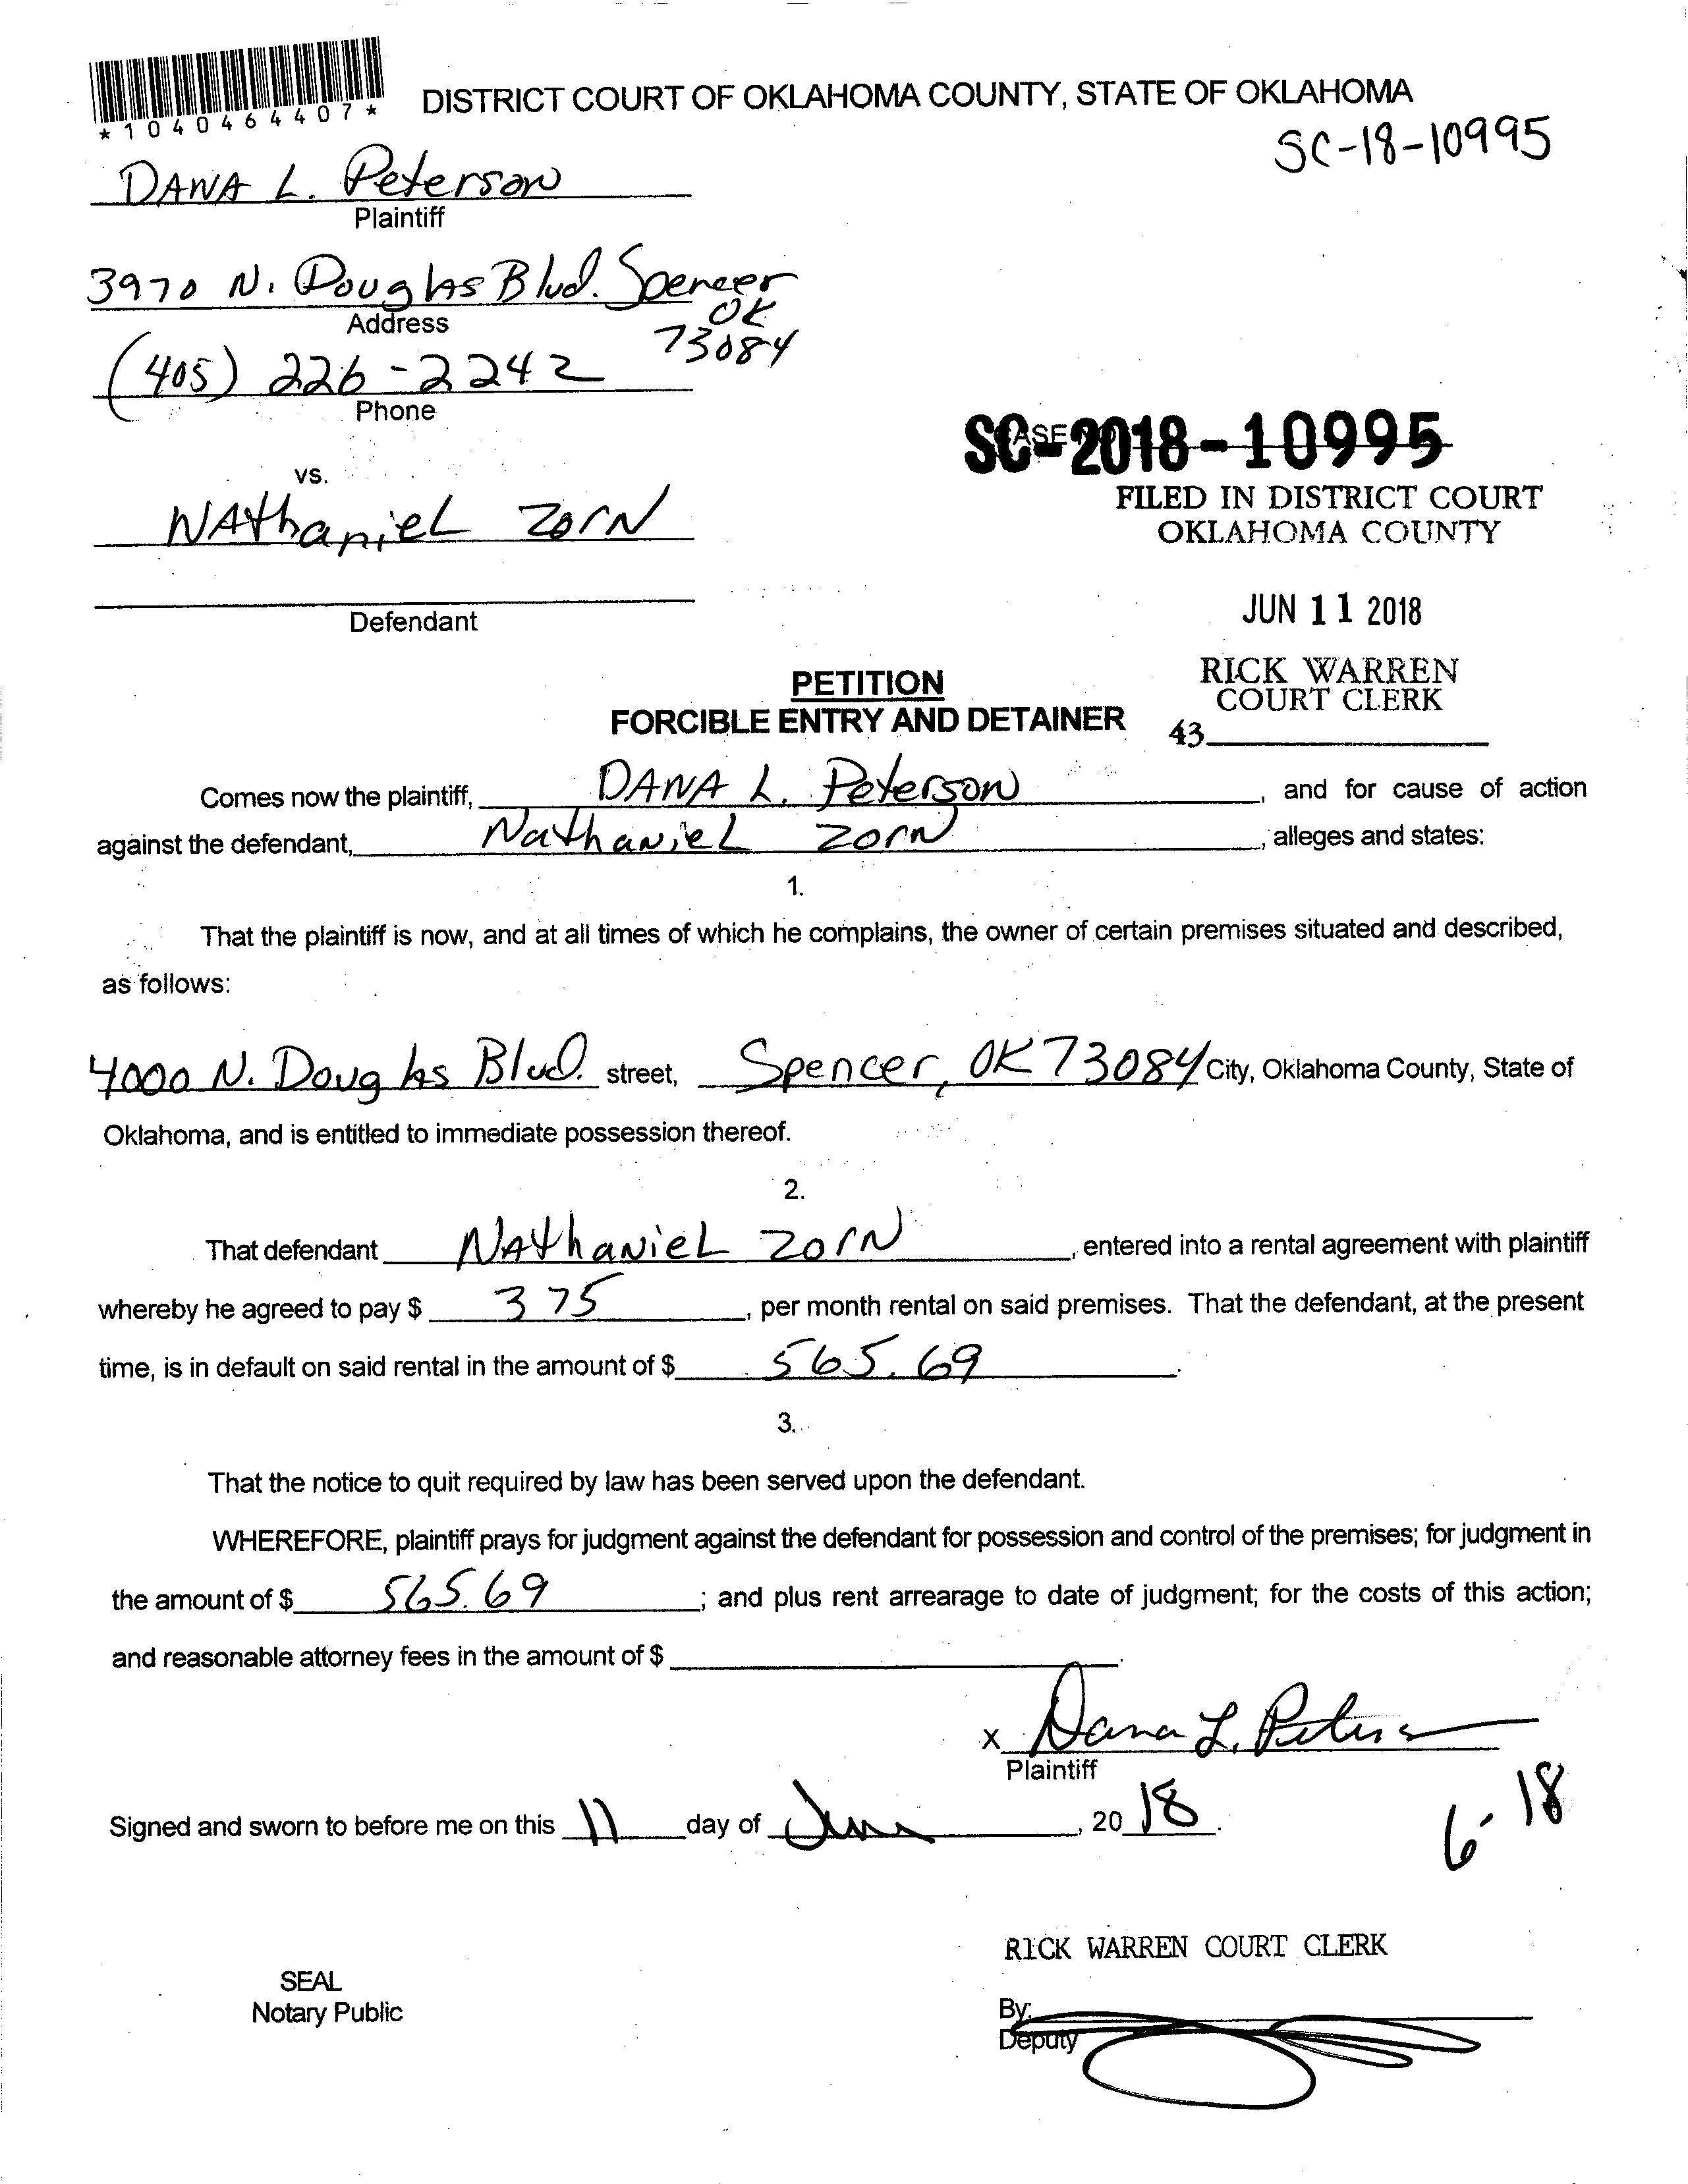 *1040464407*
DISTRICT COURT OF OKLAHOMA COUNTY, STATE OF OKLAHOMA
SC-18-10995
DANA L. Peterson
Plaintiff
3970 N. Douglas Blvd. Spencer
OK
Address
73084
(405) 226-2242
Phone
SC-2018-10995
vs.
FILED IN DISTRICT COURT
OKLAHOMA COUNTY
NAthaniel Zorn
JUN 11 2018
Defendant
RICK WARREN
COURT CLERK
PETITION
FORCIBLE ENTRY AND DETAINER
43
Comes now the plaintiff, DANA L. Peterson, and for cause of action
against the defendant, Nathaniel Zorn, alleges and states:
1.
That the plaintiff is now, and at all times of which he complains, the owner of certain premises situated and described,
as follows:
4000 N. Douglas Blvd. street, Spencer, OK 73084 City, Oklahoma County, State of
Oklahoma, and is entitled to immediate possession thereof.
2.
That defendant NAthaniel Zorn, entered into a rental agreement with plaintiff
whereby he agreed to pay $ 375, per month rental on said premises. That the defendant, at the present
time, is in default on said rental in the amount of $ 565.69.
3.
That the notice to quit required by law has been served upon the defendant.
WHEREFORE, plaintiff prays for judgment against the defendant for possession and control of the premises; for judgment in
the amount of $ 565.69; and plus rent arrearage to date of judgment; for the costs of this action;
and reasonable attorney fees in the amount of $.
X Dana L. Peterson
Plaintiff
Signed and sworn to before me on this 11 day of June, 2018.
6-18
RICK WARREN COURT CLERK
SEAL
Notary Public
By:
Deputy